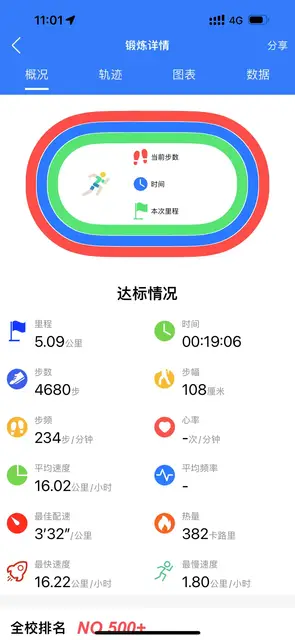 11:01
4G
锻炼详情
分享
概况 轨迹 图表 数据
当前步数
时间
本次里程
达标情况
里程
5.09公里
时间
00:19:06
步数
4680步
步幅
108厘米
步频
234步/分钟
心率
-次/分钟
平均速度
16.02公里/小时
平均频率
-
最佳配速
3'32"/公里
热量
382卡路里
最快速度
16.22公里/小时
最慢速度
1.80公里/小时
全校排名 NO 500+